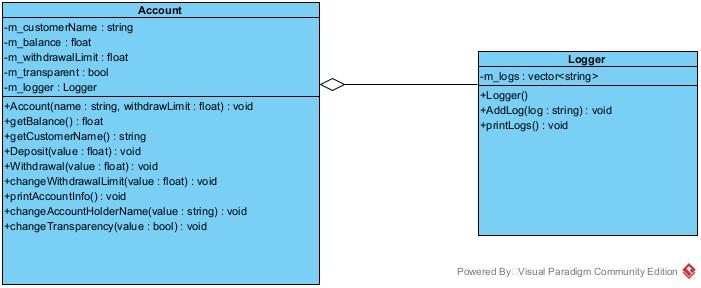 Account
-m_customerName : string
-m_balance : float
-m_withdrawalLimit : float
-m_transparent : bool
-m_logger : Logger
+Account(name : string, withdrawLimit : float) : void
+getBalance() : float
+getCustomerName() : string
+Deposit(value : float) : void
+Withdrawal(value : float) : void
+changeWithdrawalLimit(value : float) : void
+printAccountInfo() : void
+changeAccountHolderName(value : string) : void
+changeTransparency(value : bool) : void
Logger
-m_logs : vector<string>
+Logger()
+AddLog(log : string) : void
+printLogs() : void
Powered By Visual Paradigm Community Edition